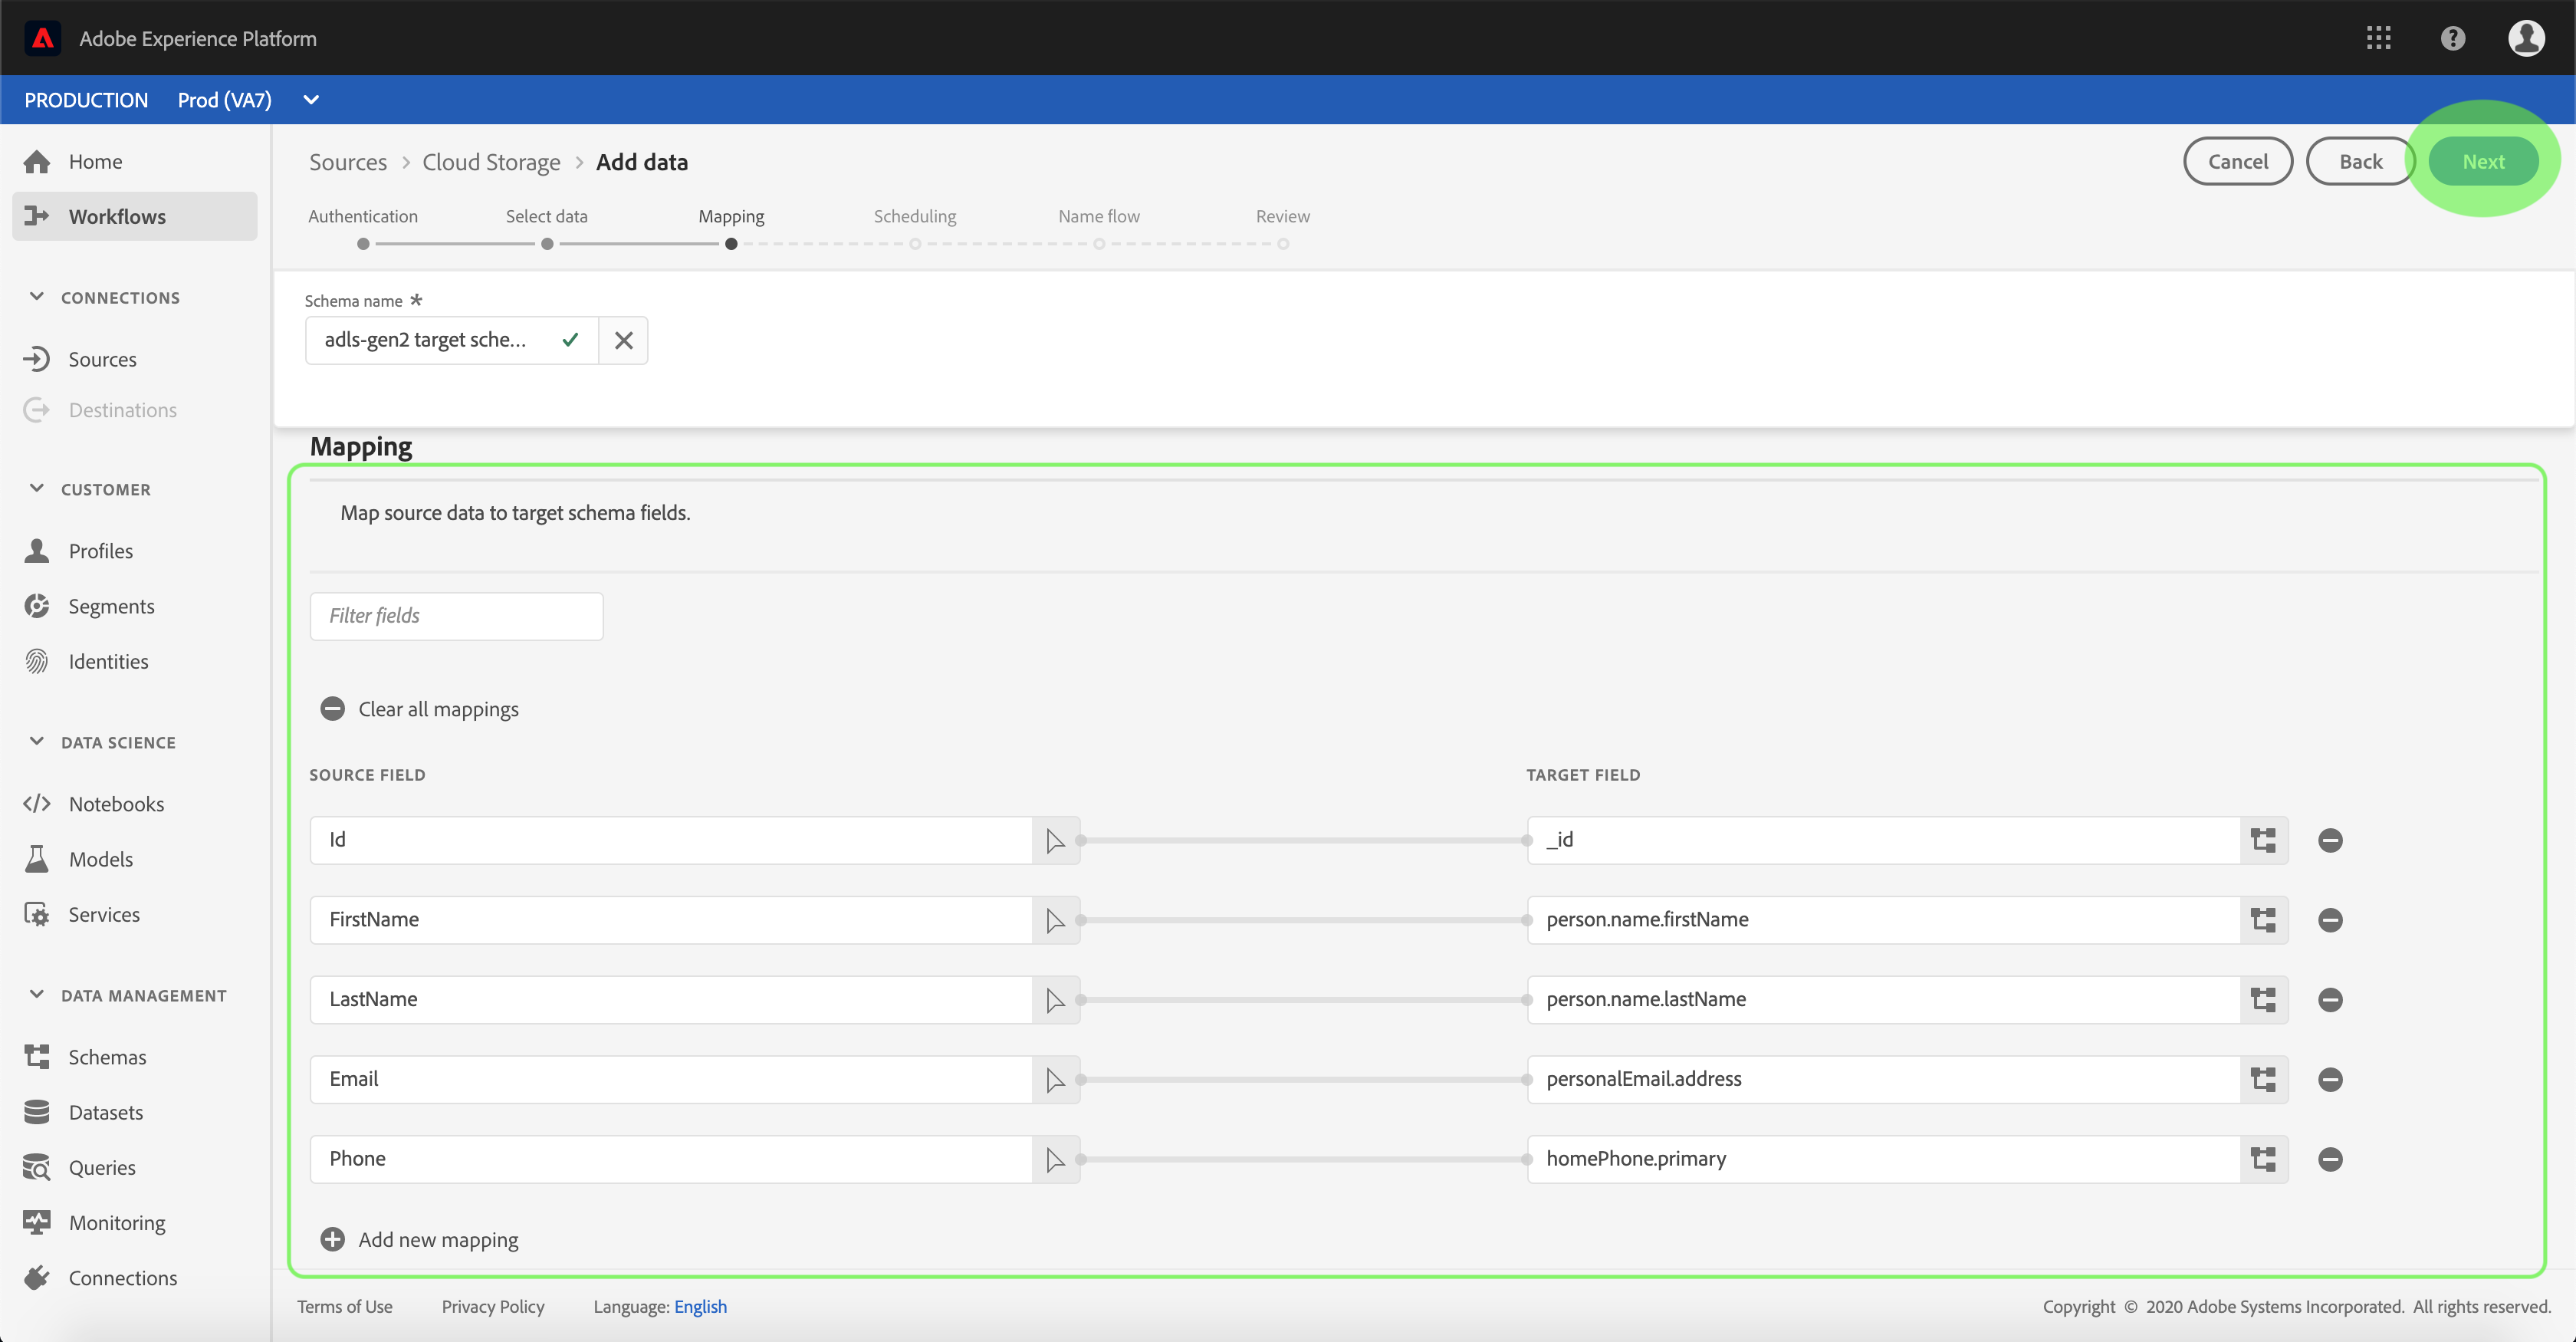 Adobe Experience Platform
PRODUCTION Prod (VA7)
Home
Workflows
CONNECTIONS
Sources
Destinations
CUSTOMER
Profiles
Segments
Identities
DATA SCIENCE
Notebooks
Models
Services
DATA MANAGEMENT
Schemas
Datasets
Queries
Monitoring
Connections
Sources > Cloud Storage > Add data
Cancel Back Next
Authentication Select data Mapping Scheduling Name flow Review
Schema name *
adls-gen2 target sche...
Mapping
Map source data to target schema fields.
Filter fields
Clear all mappings
SOURCE FIELD TARGET FIELD
Id _id
FirstName person.name.firstName
LastName person.name.lastName
Email personalEmail.address
Phone homePhone.primary
Add new mapping
Terms of Use Privacy Policy Language: English Copyright © 2020 Adobe Systems Incorporated. All rights reserved.